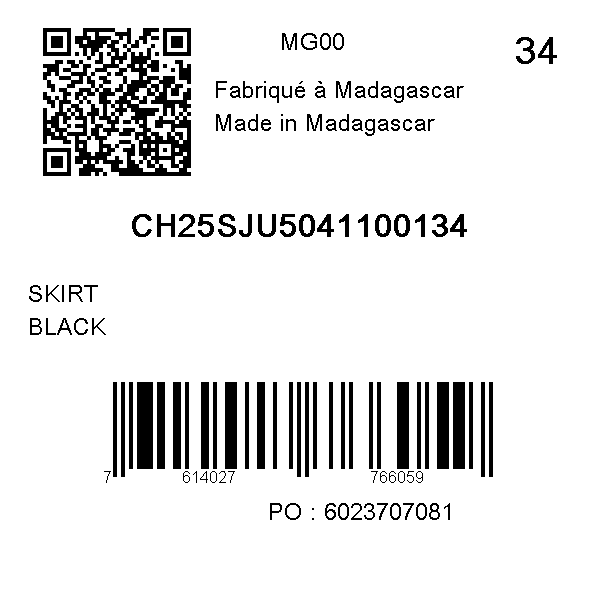 MG00
34
Fabriqué à Madagascar
Made in Madagascar
CH25SJU5041100134
SKIRT
BLACK
7 614027 766059
PO : 6023707081